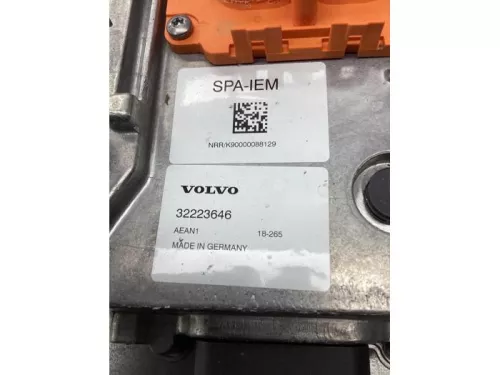 SPA-IEM
NRR/K90000088129
VOLVO
32223646
AEAN1 18-265
MADE IN GERMANY